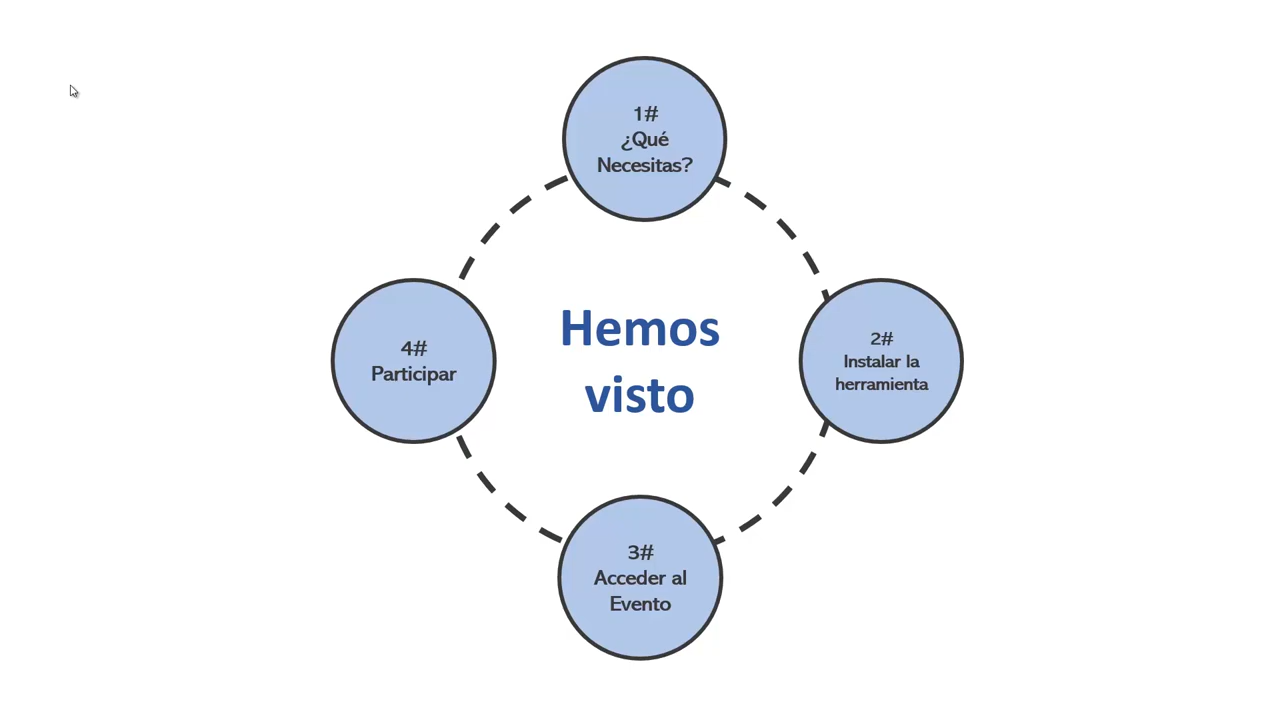 1#
¿Qué
Necesitas?
Hemos
visto
2#
Instalar la
herramienta
3#
Acceder al
Evento
4#
Participar